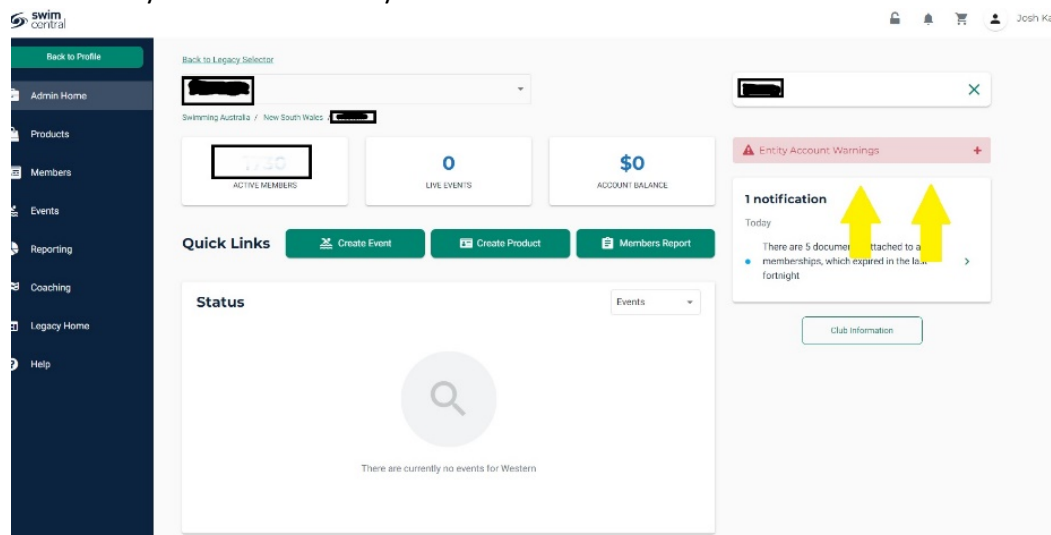 swim
central
Josh Ka
Back to Profile
Back to Legacy Selector
Admin Home
Swimming Australia / New South Wales /
Products
Entity Account Warnings +
Members
0
$0
ACTIVE MEMBERS
LIVE EVENTS
ACCOUNT BALANCE
1 notification
Events
Today
Quick Links
Create Event
Create Product
Members Report
Reporting
There are 5 documen attached to a
memberships, which expired in the la
fortnight
Coaching
Status
Events
Legacy Home
Club Information
Help
There are currently no events for Western